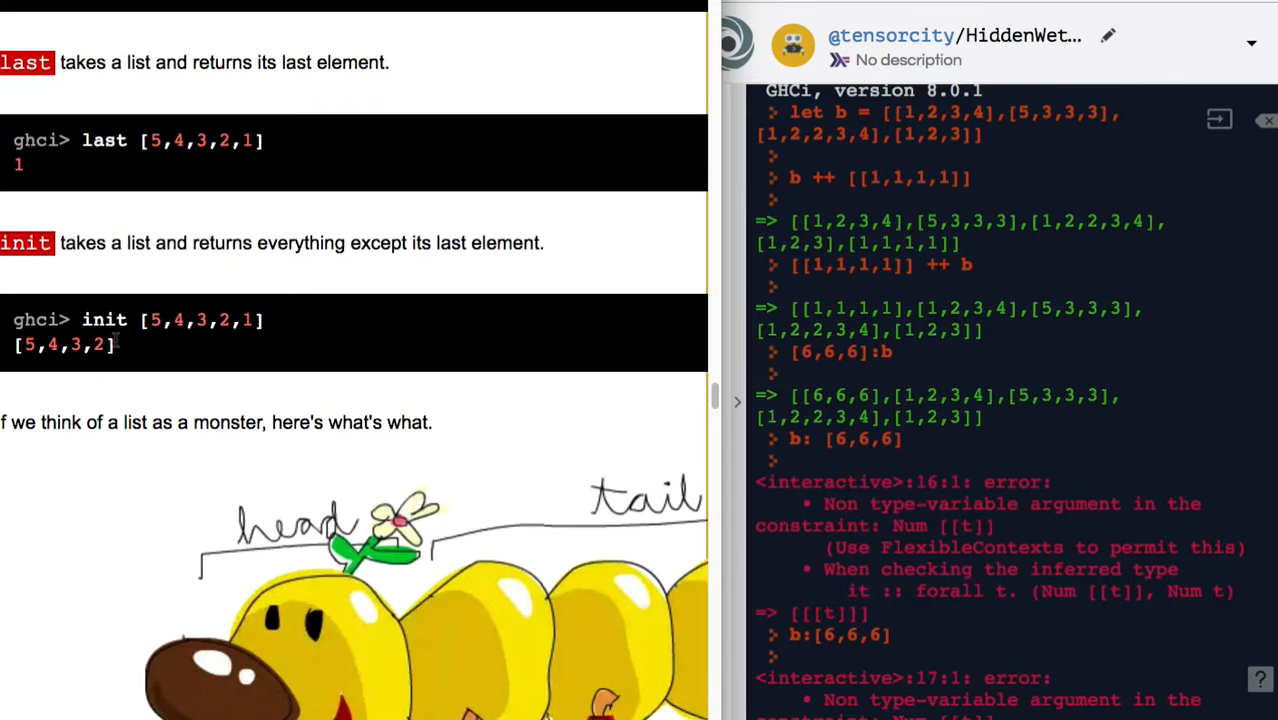 last takes a list and returns its last element.
ghci> last [5,4,3,2,1]
1
init takes a list and returns everything except its last element.
ghci> init [5,4,3,2,1]
[5,4,3,2]
f we think of a list as a monster, here's what's what.
head
tail
@tensorcity/HiddenWet...
No description
GHCi, version 8.0.1
let b = [[1,2,3,4],[5,3,3,3],
[1,2,2,3,4],[1,2,3]]
b ++ [[1,1,1,1]]
=> [[1,2,3,4],[5,3,3,3],[1,2,2,3,4],
[1,2,3],[1,1,1,1]]
[[1,1,1,1]] ++ b
=> [[1,1,1,1],[1,2,3,4],[5,3,3,3],
[1,2,2,3,4],[1,2,3]]
[6,6,6]:b
=> [[6,6,6],[1,2,3,4],[5,3,3,3],
[1,2,2,3,4],[1,2,3]]
b: [6,6,6]
<interactive>:16:1: error:
• Non type-variable argument in the
constraint: Num [[t]]
(Use FlexibleContexts to permit this)
• When checking the inferred type
it :: forall t. (Num [[t]], Num t)
=> [[[t]]]
b:[6,6,6]
<interactive>:17:1: error:
• Non type-variable argument in the
constraint: Num [[t]]
?